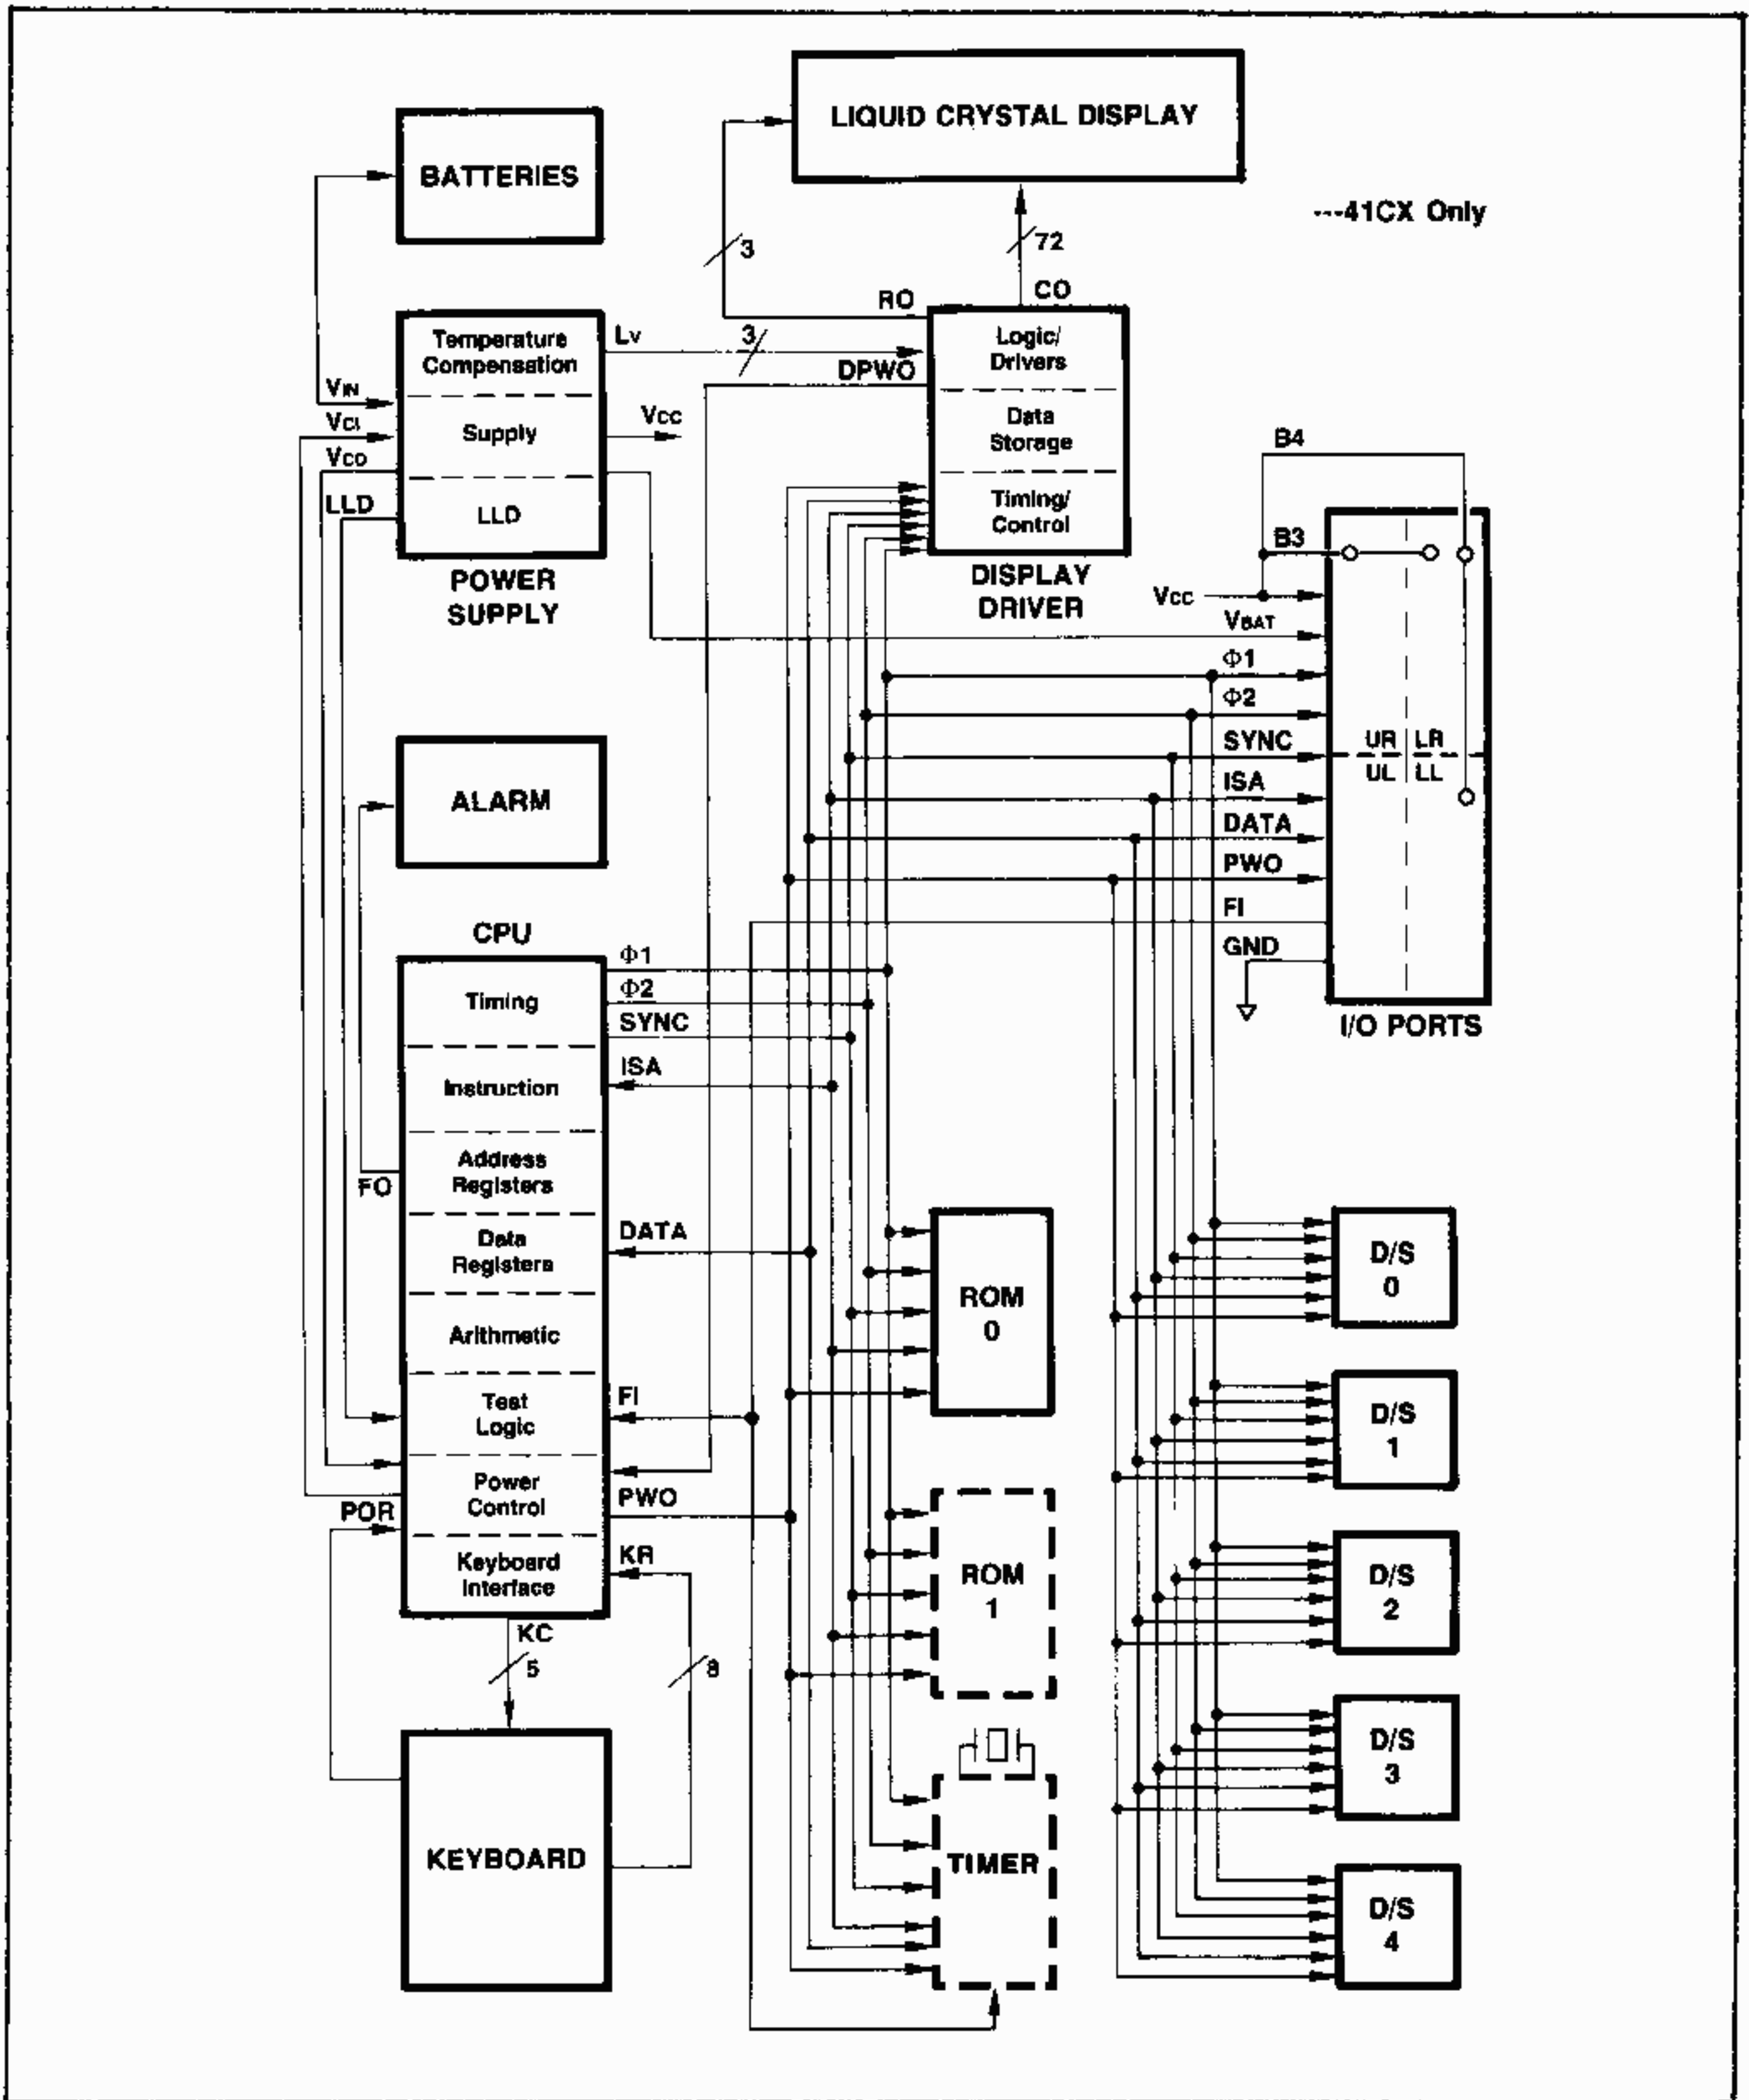 LIQUID CRYSTAL DISPLAY
BATTERIES
---41CX Only
3
72
RO
CO
Temperature
Compensation
LV
3
Logic/
Drivers
DPWO
VIN
VCI
Supply
VCC
Data
Storage
VCO
B4
LLD
LLD
Timing/
Control
B3
POWER
SUPPLY
DISPLAY
DRIVER
VCC
VBAT
Φ1
Φ2
SYNC
UR LR
UL LL
ISA
ALARM
DATA
PWO
FI
CPU
GND
Φ1
Timing
Φ2
SYNC
I/O PORTS
ISA
Instruction
Address
Registers
FO
DATA
Data
Registers
D/S
0
ROM
0
Arithmetic
FI
Test
Logic
D/S
1
Power
Control
PWO
POR
KR
Keyboard
Interface
ROM
1
D/S
2
KC
5
8
D/S
3
KEYBOARD
TIMER
D/S
4